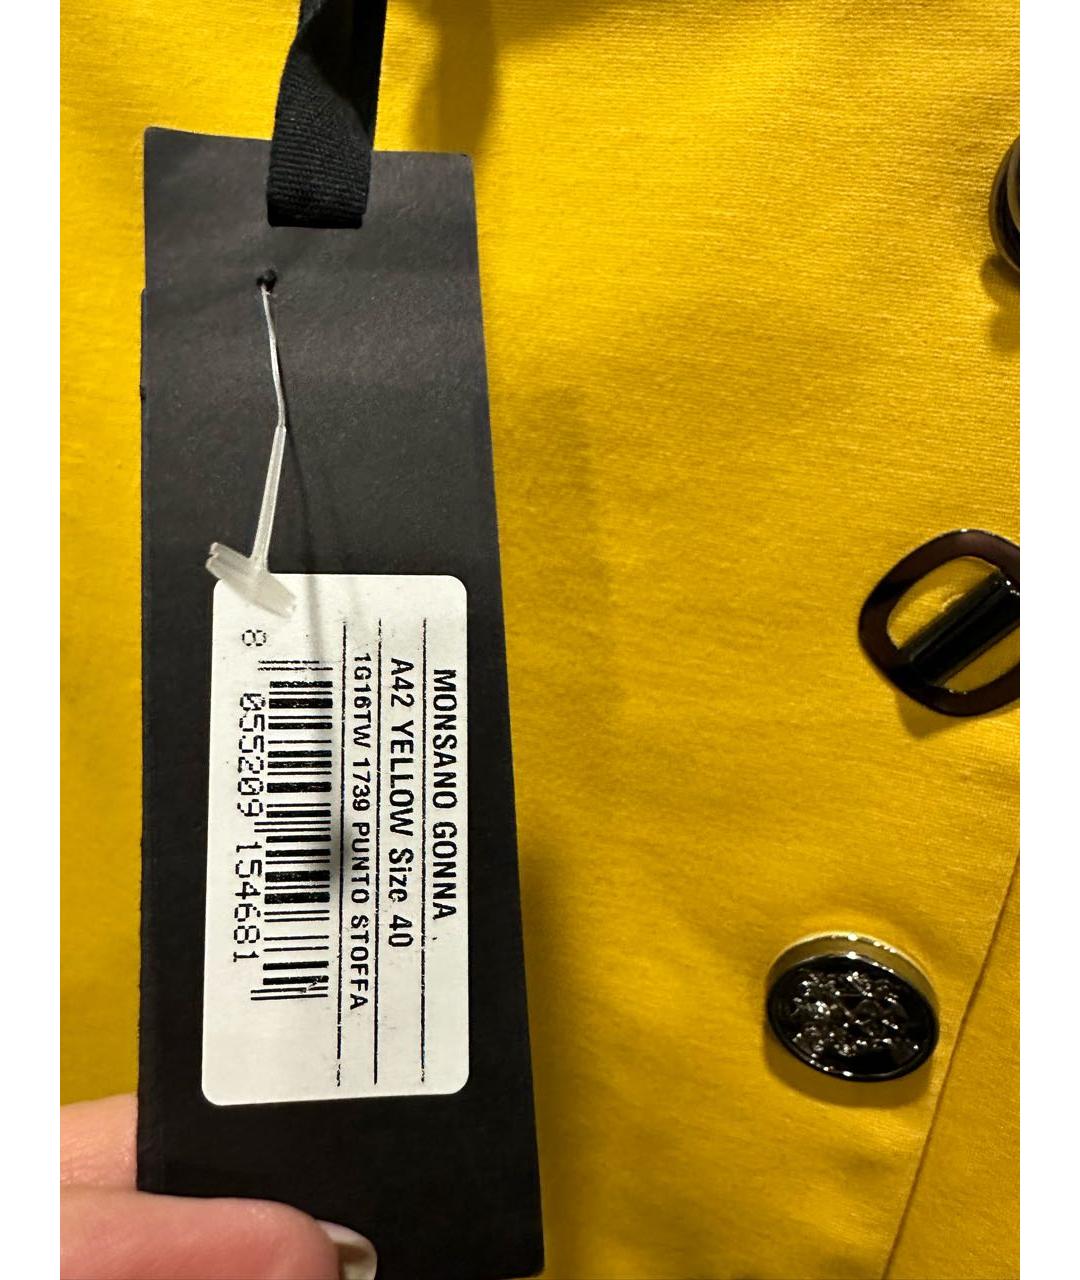 MONSANO GONNA
A42 YELLOW Size 40
1G16TW 1739 PUNTO STOFFA
8 055209 154681